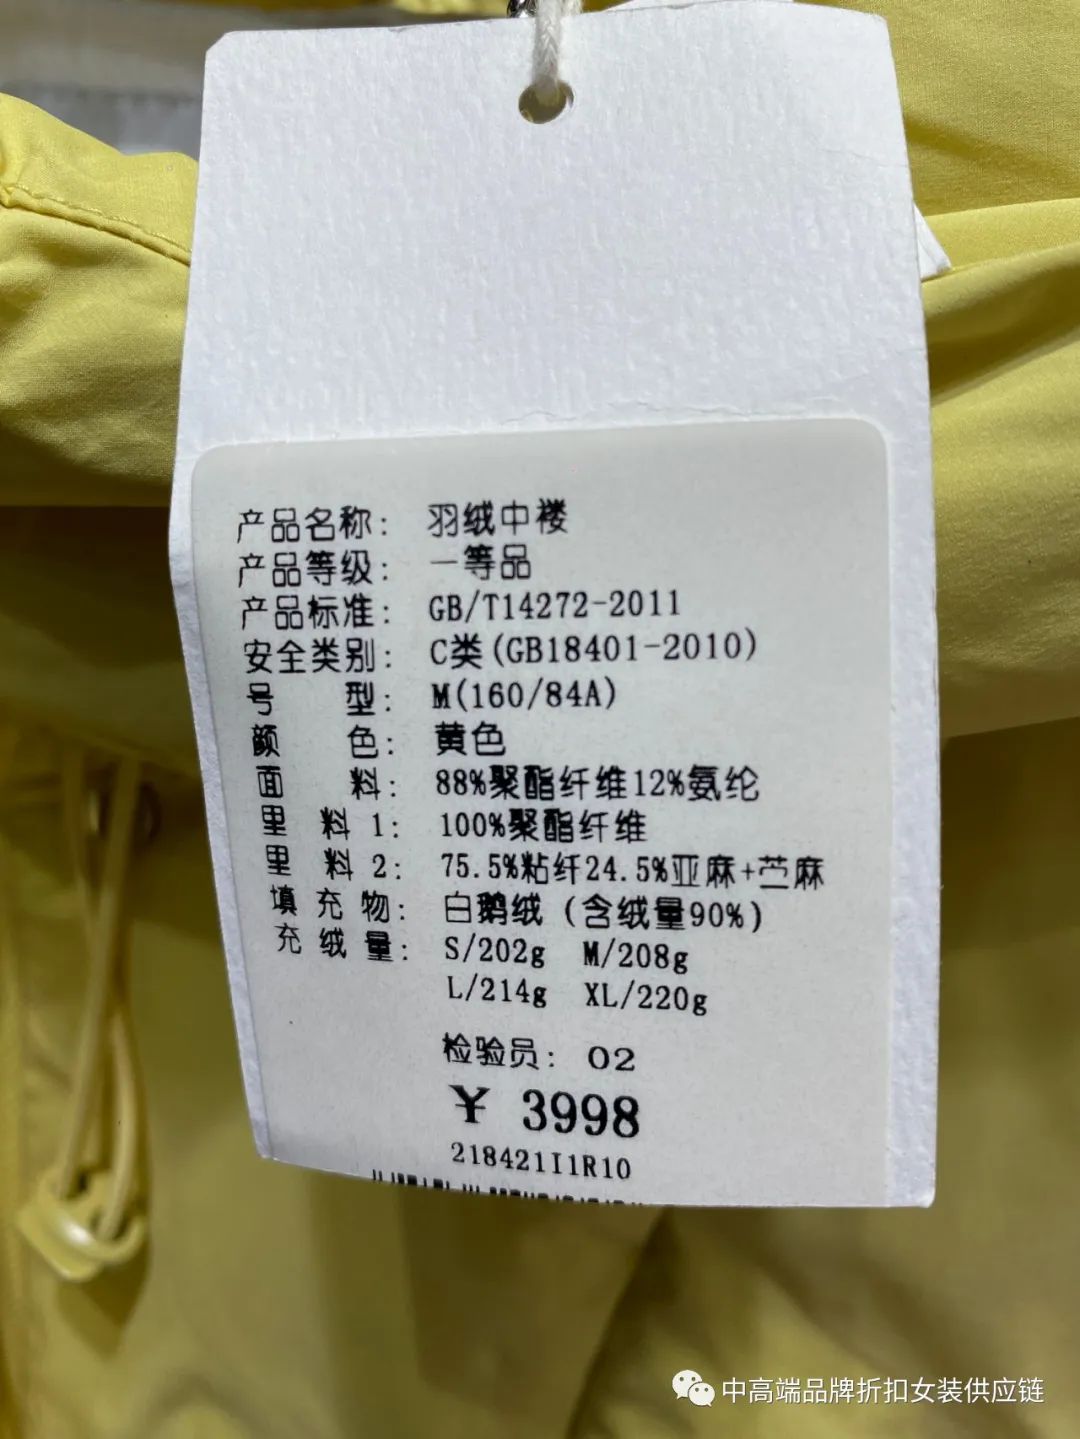 产品名称： 羽绒中褛
产品等级： 一等品
产品标准： GB/T14272-2011
安全类别： C类(GB18401-2010)
号 型： M(160/84A)
颜 色： 黄色
面 料： 88%聚酯纤维12%氨纶
里 料 1： 100%聚酯纤维
里 料 2： 75.5%粘纤24.5%亚麻+苎麻
填 充 物： 白鹅绒（含绒量90%）
充 绒 量： S/202g M/208g
L/214g XL/220g
检验员： 02
¥ 3998
218421I1R10
中高端品牌折扣女装供应链